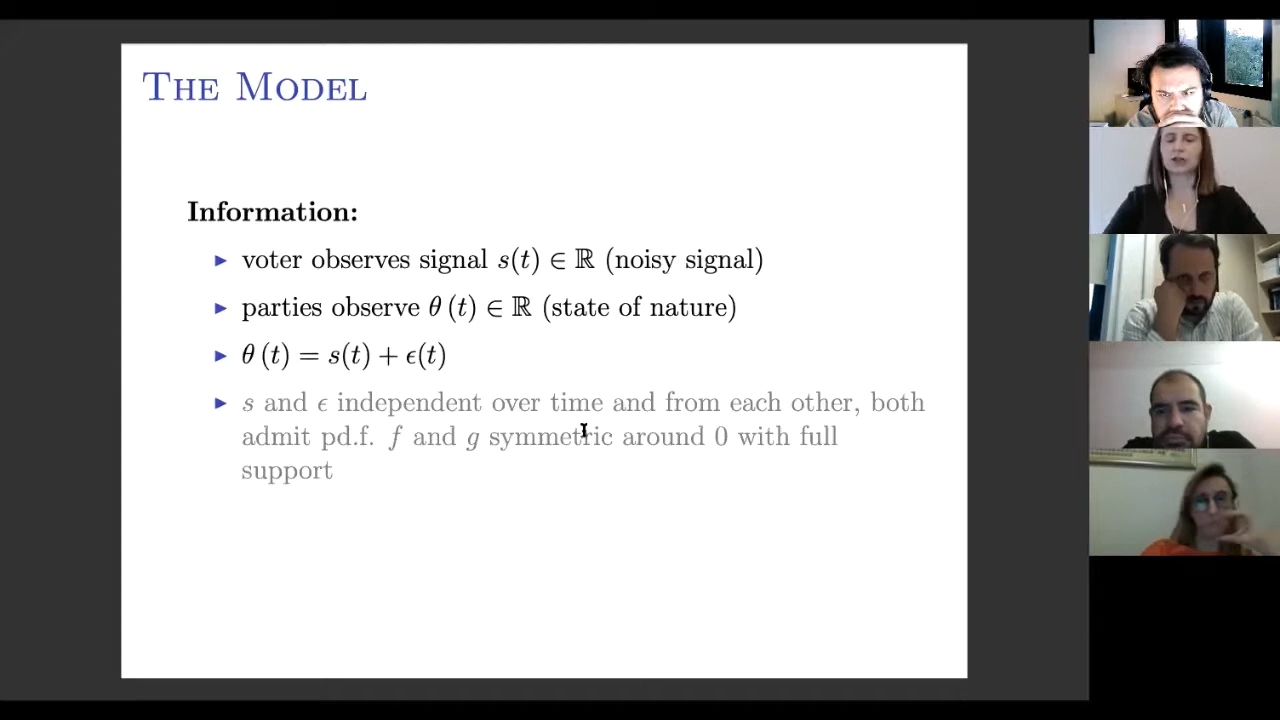 THE MODEL
Information:
▶ voter observes signal s(t) ∈ ℝ (noisy signal)
▶ parties observe θ (t) ∈ ℝ (state of nature)
▶ θ (t) = s(t) + ϵ(t)
▶ s and ϵ independent over time and from each other, both
admit pd.f. f and g symmetric around 0 with full
support